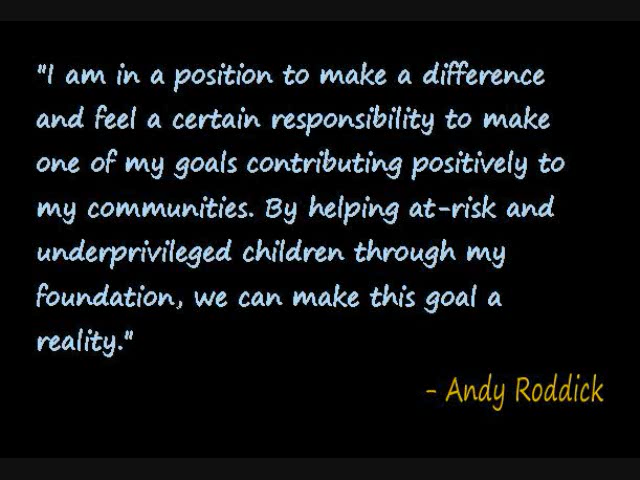 "I am in a position to make a difference
and feel a certain responsibility to make
one of my goals contributing positively to
my communities. By helping at-risk and
underprivileged children through my
foundation, we can make this goal a
reality."
- Andy Roddick